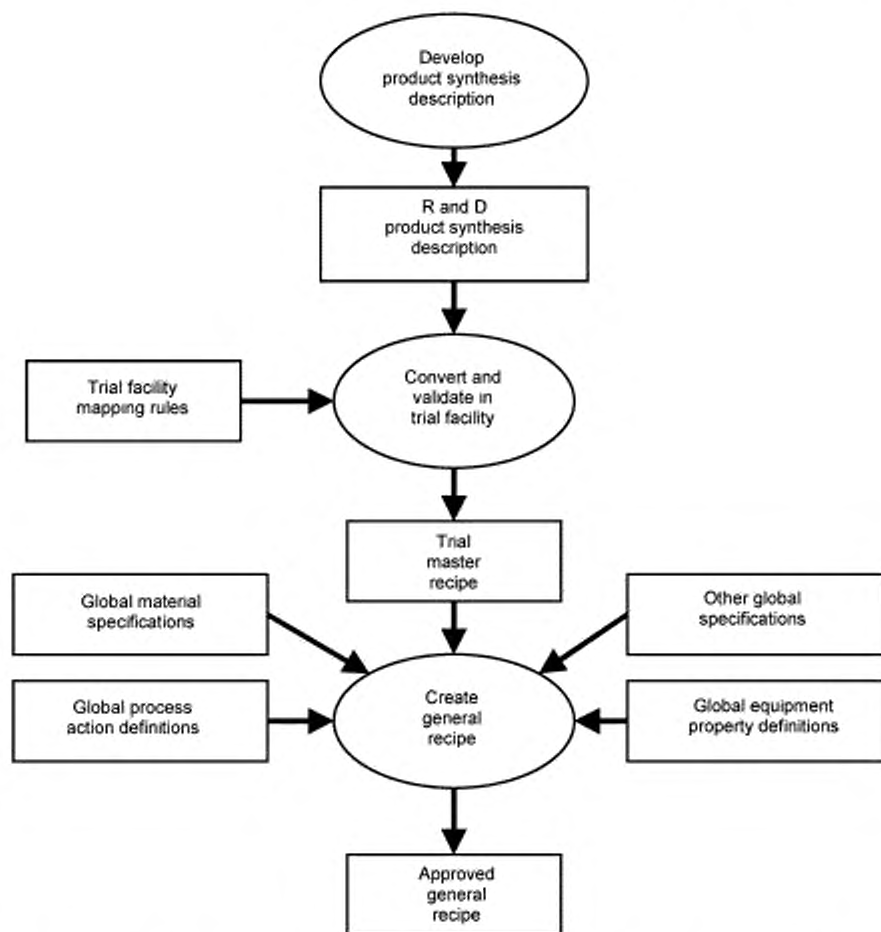 Develop
product synthesis
description
R and D
product synthesis
description
Trial facility
mapping rules
Convert and
validate in
trial facility
Trial
master
recipe
Global material
specifications
Other global
specifications
Global process
action definitions
Create
general
recipe
Global equipment
property definitions
Approved
general
recipe